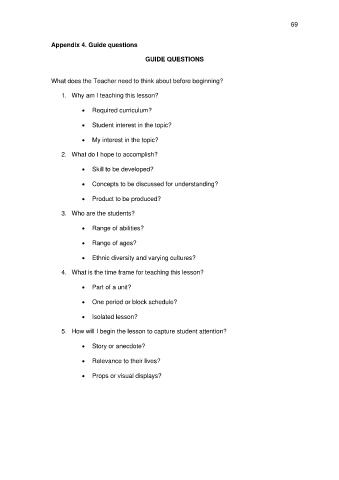 69
Appendix 4. Guide questions
GUIDE QUESTIONS
What does the Teacher need to think about before beginning?
1. Why am I teaching this lesson?
• Required curriculum?
• Student interest in the topic?
• My interest in the topic?
2. What do I hope to accomplish?
• Skill to be developed?
• Concepts to be discussed for understanding?
• Product to be produced?
3. Who are the students?
• Range of abilities?
• Range of ages?
• Ethnic diversity and varying cultures?
4. What is the time frame for teaching this lesson?
• Part of a unit?
• One period or block schedule?
• Isolated lesson?
5. How will I begin the lesson to capture student attention?
• Story or anecdote?
• Relevance to their lives?
• Props or visual displays?